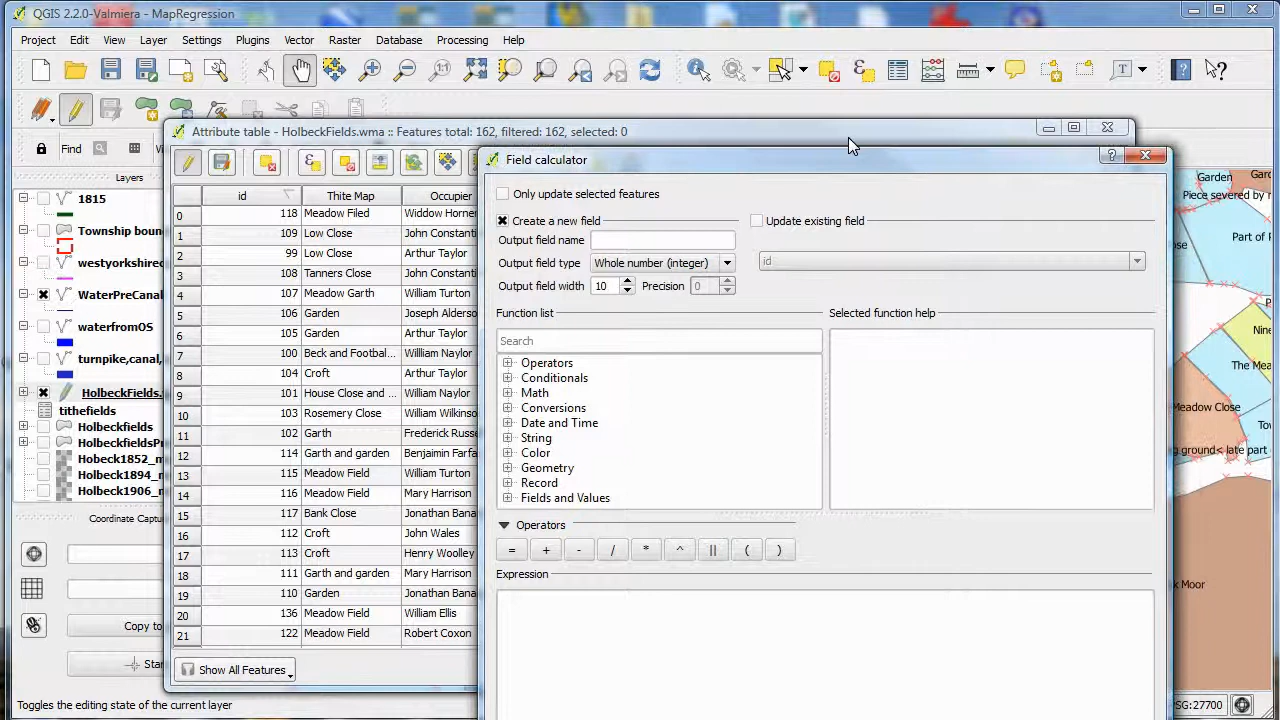 QGIS 2.2.0-Valmiera - MapRegression
Project Edit View Layer Settings Plugins Vector Raster Database Processing Help
Find
Layers
1815
Township boun
westyorkshirec
WaterPreCanal
waterfromOS
turnpike,canal,
HolbeckFields.
tithefields
Holbeckfields
HolbeckfieldsPr
Hobeck1852_m
Holbeck1894_m
Holbeck1906_m
Coordinate Captur
Copy to
Star
Toggles the editing state of the current layer
Attribute table - HolbeckFields.wma :: Features total: 162, filtered: 162, selected: 0
id Thite Map Occupier
0 118 Meadow Filed Widdow Horner
1 109 Low Close John Constanti
2 99 Low Close Arthur Taylor
3 108 Tanners Close John Constanti
4 107 Meadow Garth William Turton
5 106 Garden Joseph Alderso
6 105 Garden Arthur Taylor
7 100 Beck and Footbal... Willliam Naylor
8 104 Croft Arthur Taylor
9 101 House Close and ... William Naylor
10 103 Rosemery Close William Wilkinso
11 102 Garth Frederick Russe
12 114 Garth and garden Benjamin Farfa
13 115 Meadow Field William Turton
14 116 Meadow Field Mary Harrison
15 117 Bank Close Jonathan Bana
16 112 Croft John Wales
17 113 Croft Henry Woolley
18 111 Garth and garden Mary Harrison
19 110 Garden Jonathan Bana
20 136 Meadow Field William Ellis
21 122 Meadow Field Robert Coxon
Show All Features
Field calculator
Only update selected features
Create a new field
Update existing field
Output field name
Output field type Whole number (integer)
id
Output field width 10 Precision 0
Function list
Selected function help
Search
Operators
Conditionals
Math
Conversions
Date and Time
String
Color
Geometry
Record
Fields and Values
Operators
= + - / * ^ || ( )
Expression
Garden Gard
Piece severed by r
Part of P
Nine
The Mea
Meadow Close
Tov
g ground< late part
k Moor
SG:27700